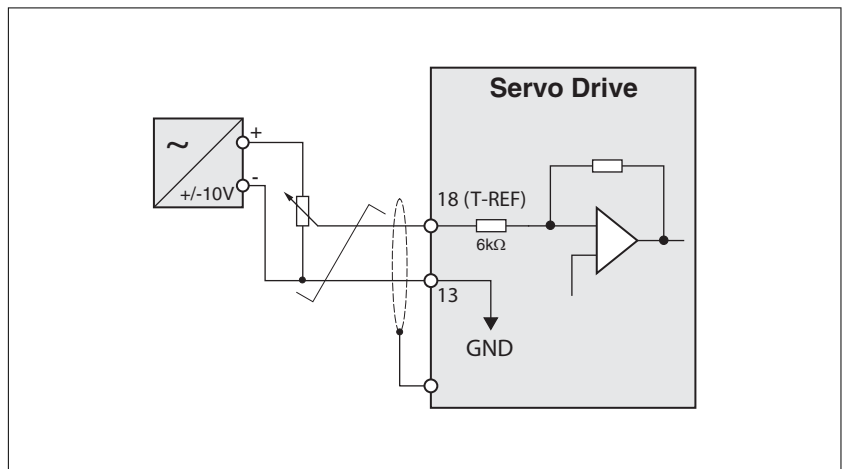 Servo Drive
~
+
-
+/-10V
18 (T-REF)
6kΩ
13
GND